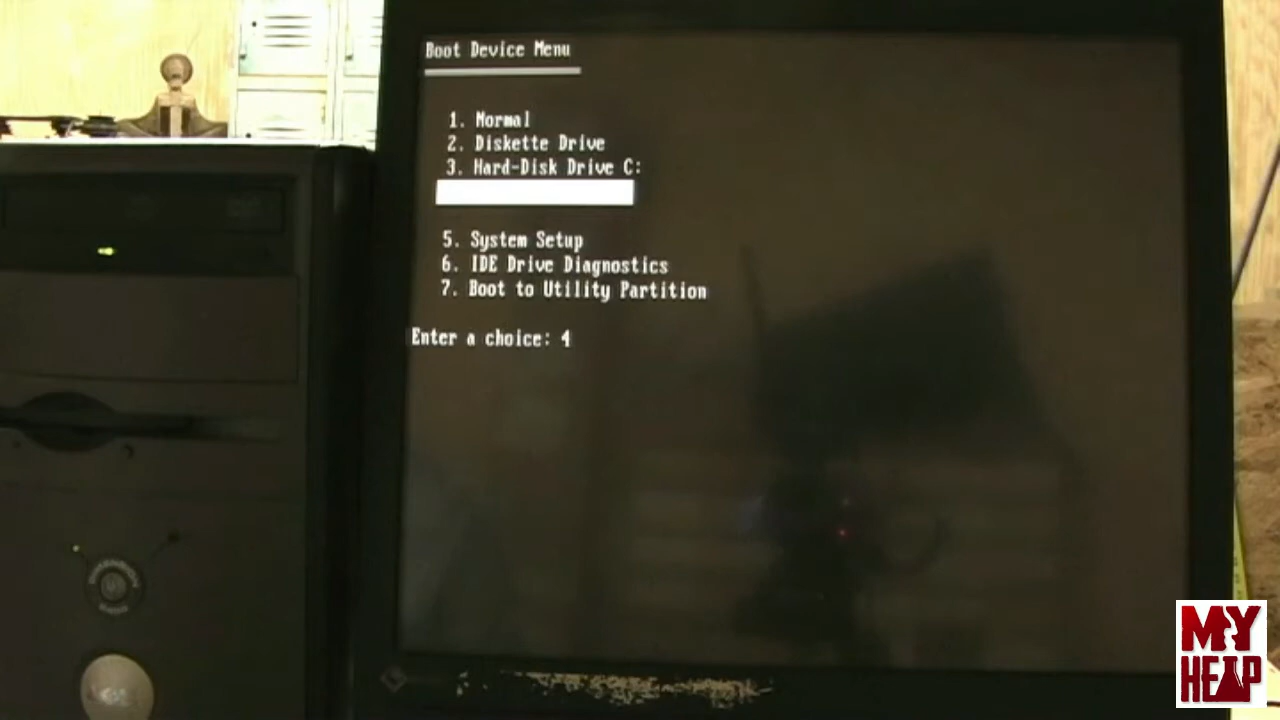 Boot Device Menu
1. Normal
2. Diskette Drive
3. Hard-Disk Drive C:
5. System Setup
6. IDE Drive Diagnostics
7. Boot to Utility Partition
Enter a choice: 4
MY
HEAP